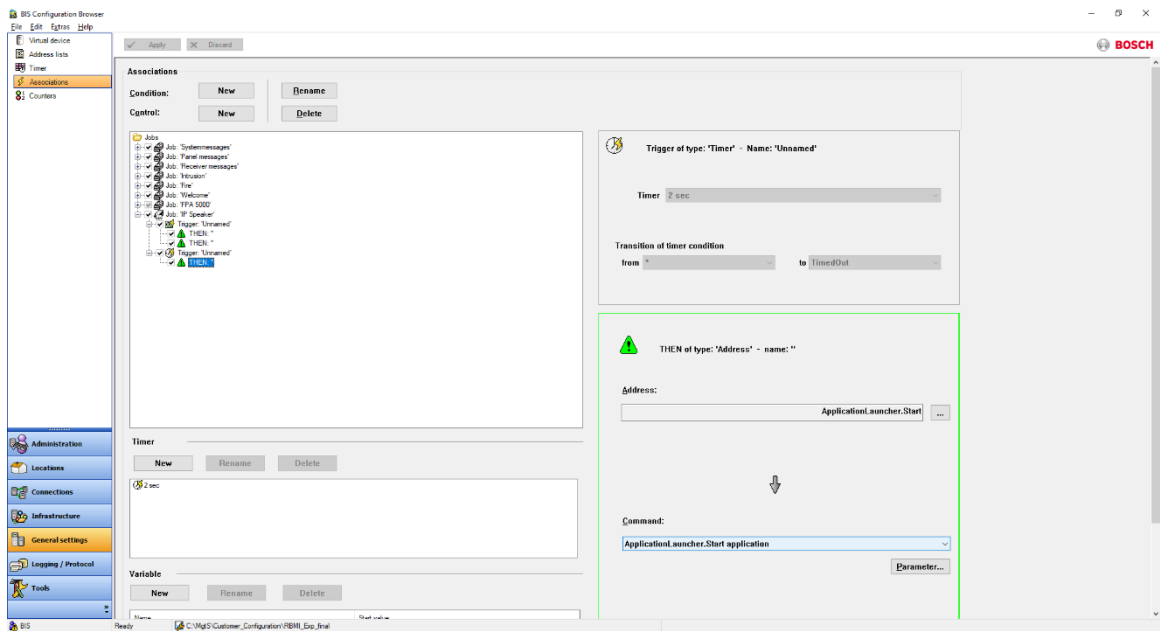 BIS Configuration Browser
File Edit Extras Help
Virtual device
Address lists
Timer
Associations
Counters
Apply Discard
BOSCH
Associations
Condition: New Rename
Control: New Delete
Jobs
Job: 'Systemmessages'
Job: 'Panel messages'
Job: 'Receiver messages'
Job: 'Intrusion'
Job: 'Fire'
Job: 'Welcome'
Job: 'FPA 5000'
Job: 'IP Speaker'
Trigger: 'Unnamed'
THEN: ''
THEN: ''
Trigger: 'Unnamed'
THEN: ''
Trigger of type: 'Timer' - Name: 'Unnamed'
Timer 2 sec
Transition of timer condition
from * to TimedOut
THEN of type: 'Address' - name: ''
Address:
ApplicationLauncher.Start ...
Command:
ApplicationLauncher.Start application
Parameter...
Timer
New Rename Delete
2 sec
Variable
New Rename Delete
Name Start value
Administration
Locations
Connections
Infrastructure
General settings
Logging / Protocol
Tools
BIS Ready C:\MgtS\Customer_Configuration\RBMI_Exp_final